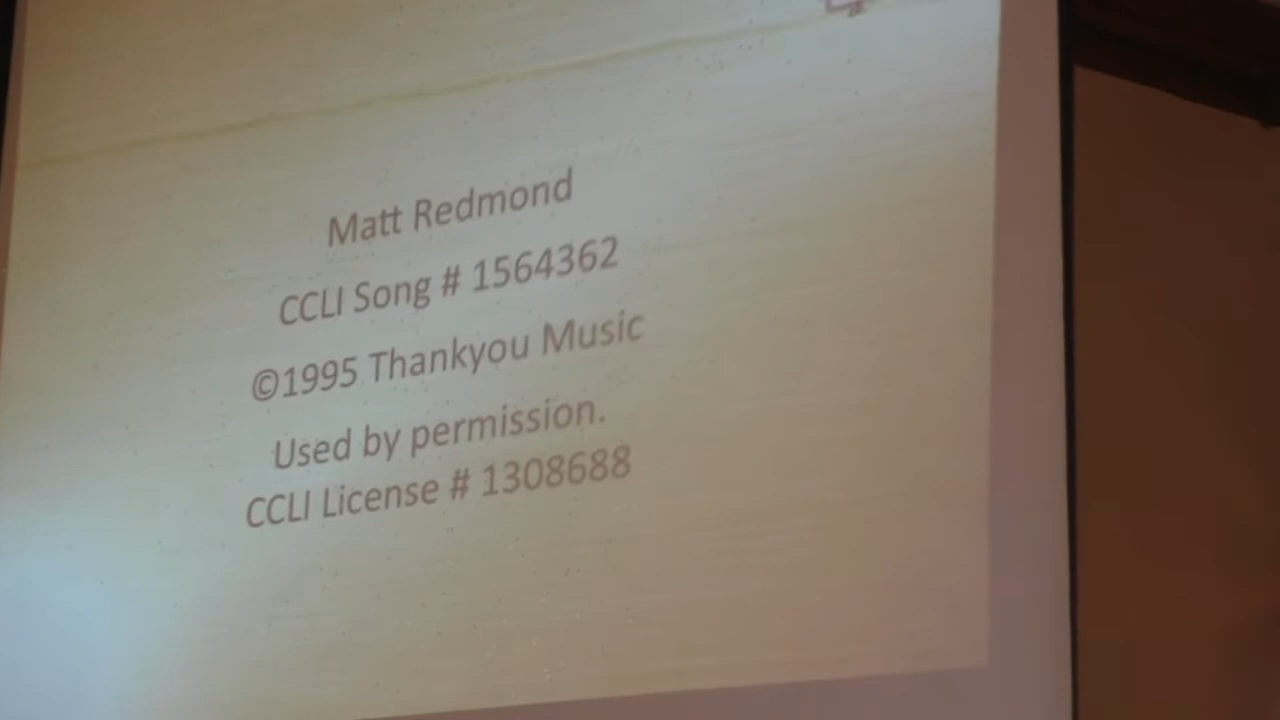 Matt Redmond
CCLI Song # 1564362
©1995 Thankyou Music
Used by permission.
CCLI License # 1308688